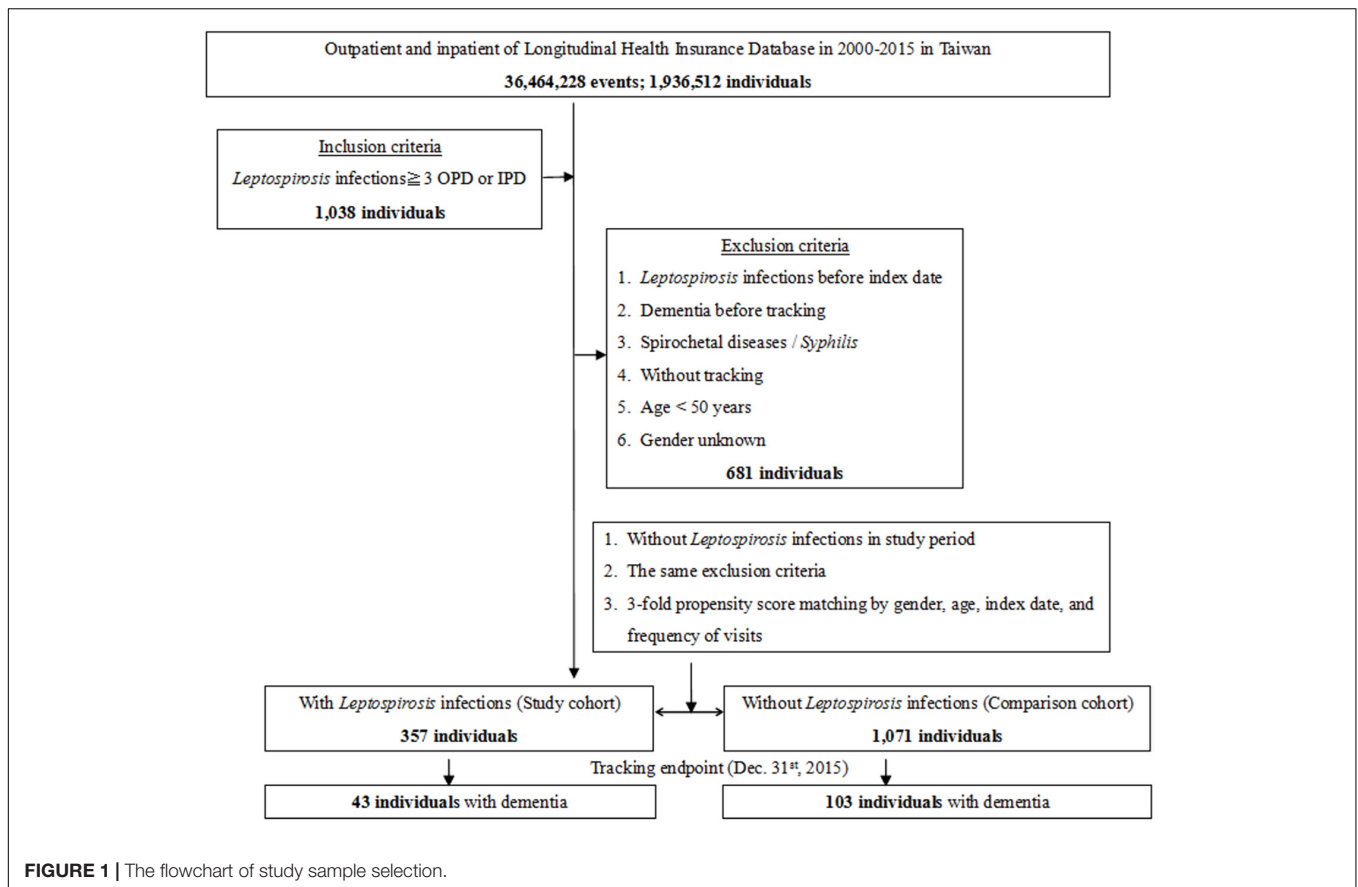 Outpatient and inpatient of Longitudinal Health Insurance Database in 2000-2015 in Taiwan
36,464,228 events; 1,936,512 individuals
Inclusion criteria
Leptospirosis infections≧3 OPD or IPD
1,038 individuals
Exclusion criteria
1. Leptospirosis infections before index date
2. Dementia before tracking
3. Spirochetal diseases / Syphilis
4. Without tracking
5. Age < 50 years
6. Gender unknown
681 individuals
1. Without Leptospirosis infections in study period
2. The same exclusion criteria
3. 3-fold propensity score matching by gender, age, index date, and
frequency of visits
With Leptospirosis infections (Study cohort)
357 individuals
Without Leptospirosis infections (Comparison cohort)
1,071 individuals
Tracking endpoint (Dec. 31st, 2015)
43 individuals with dementia
103 individuals with dementia
FIGURE 1 | The flowchart of study sample selection.